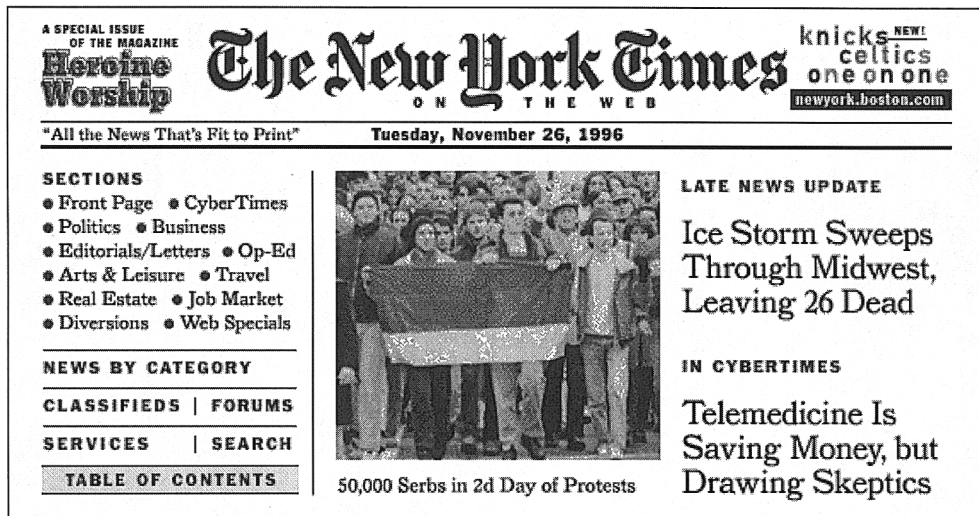 A SPECIAL ISSUE
OF THE MAGAZINE
Heroine
Worship
The New York Times
ON THE WEB
knicks NEW!
celtics
one on one
newyork.boston.com
"All the News That's Fit to Print"
Tuesday, November 26, 1996
SECTIONS
• Front Page • CyberTimes
• Politics • Business
• Editorials/Letters • Op-Ed
• Arts & Leisure • Travel
• Real Estate • Job Market
• Diversions • Web Specials
NEWS BY CATEGORY
CLASSIFIEDS | FORUMS
SERVICES | SEARCH
TABLE OF CONTENTS
50,000 Serbs in 2d Day of Protests
LATE NEWS UPDATE
Ice Storm Sweeps
Through Midwest,
Leaving 26 Dead
IN CYBERTIMES
Telemedicine Is
Saving Money, but
Drawing Skeptics